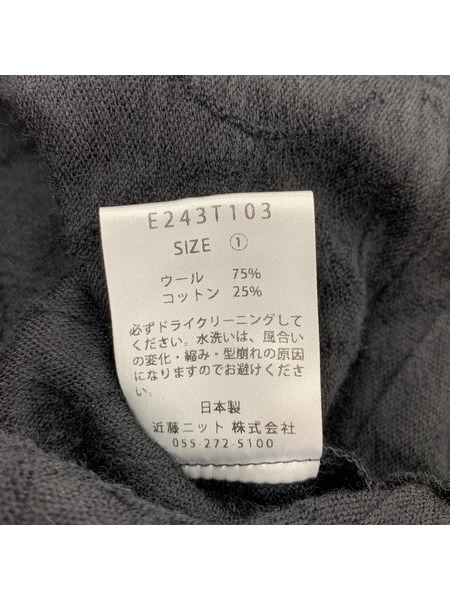 E243T103
SIZE ①
ウール 75%
コットン 25%
必ずドライクリーニングして
ください。水洗いは、風合い
の変化・縮み・型崩れの原因
になりますのでお避けくださ
い。
日本製
近藤ニット 株式会社
055-272-5100